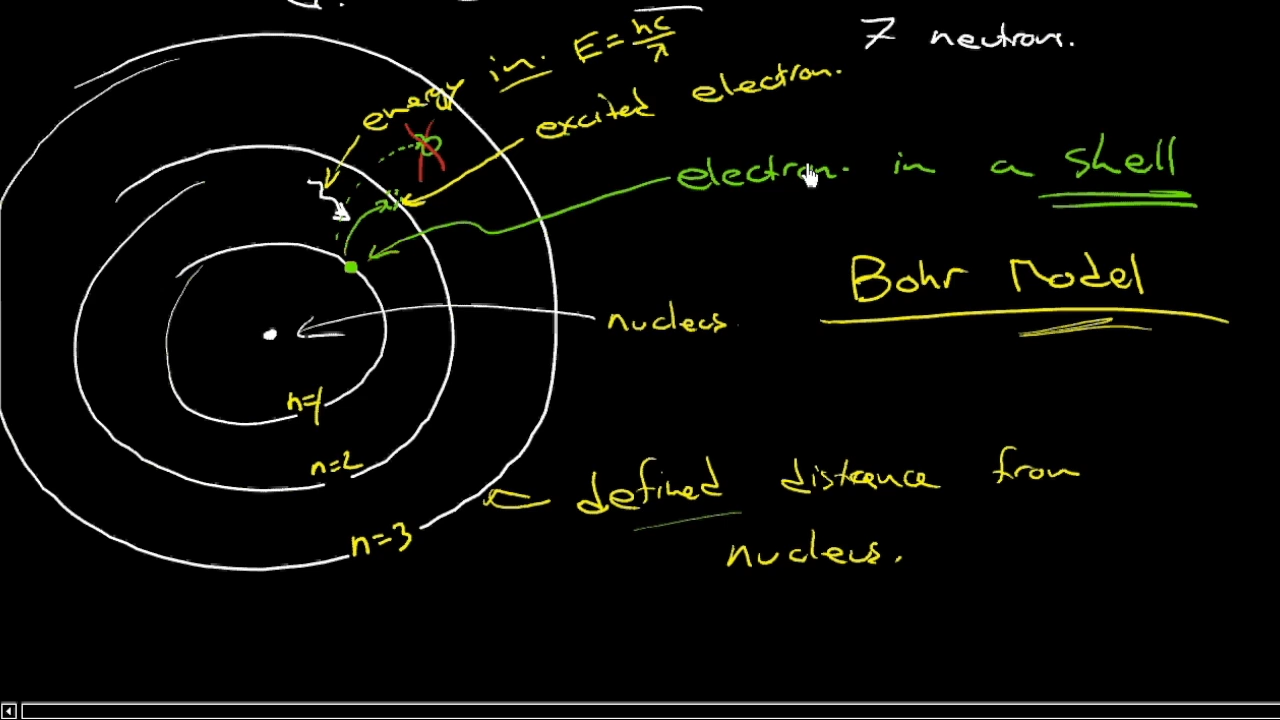 7 neutrons.
energy in. E = hc/λ
excited electron.
electron. in a shell
Bohr Model
nucleus
n=1
n=2
n=3
defined distance from
nucleus.